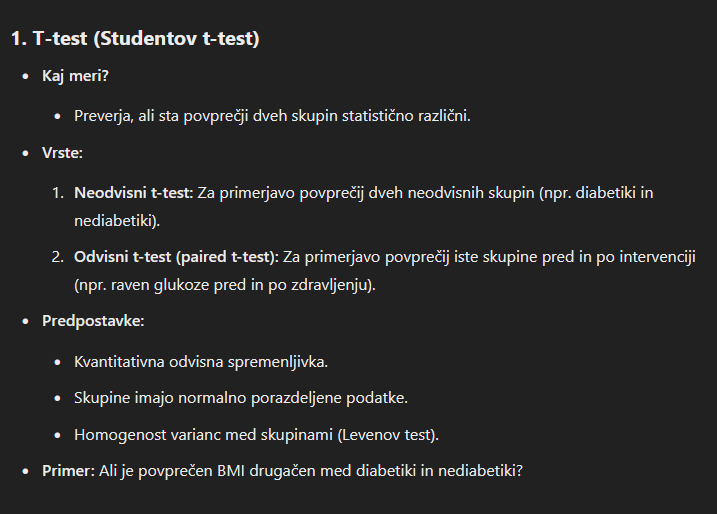 1. T-test (Studentov t-test)
• Kaj meri?
• Preverja, ali sta povprečji dveh skupin statistično različni.
• Vrste:
1. Neodvisni t-test: Za primerjavo povprečij dveh neodvisnih skupin (npr. diabetiki in
nediabetiki).
2. Odvisni t-test (paired t-test): Za primerjavo povprečij iste skupine pred in po intervenciji
(npr. raven glukoze pred in po zdravljenju).
• Predpostavke:
• Kvantitativna odvisna spremenljivka.
• Skupine imajo normalno porazdeljene podatke.
• Homogenost varianc med skupinami (Levenov test).
• Primer: Ali je povprečen BMI drugačen med diabetiki in nediabetiki?